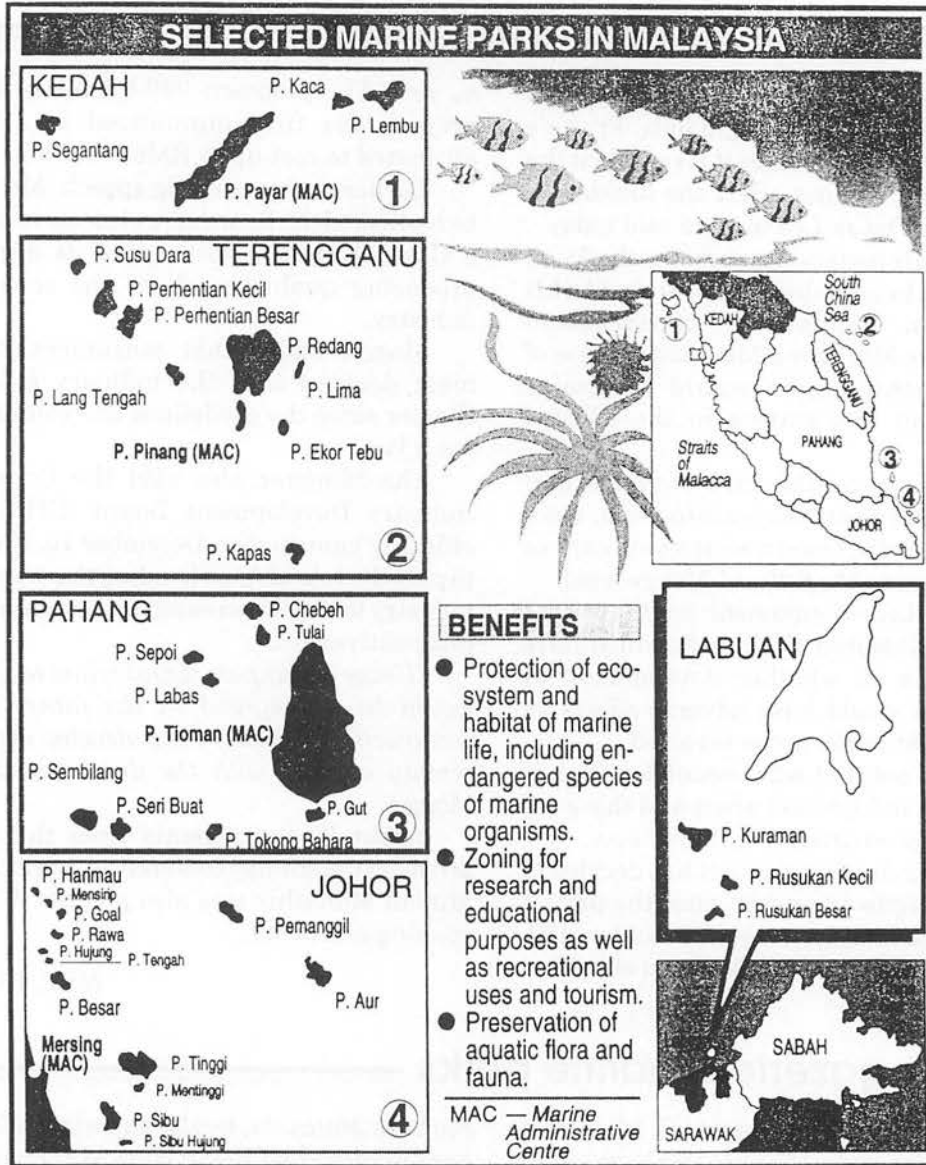 SELECTED MARINE PARKS IN MALAYSIA
KEDAH
P. Kaca
P. Segantang
P. Lembu
P. Payar (MAC)
1
TERENGGANU
P. Susu Dara
P. Perhentian Kecil
P. Perhentian Besar
P. Redang
P. Lang Tengah
P. Lima
P. Pinang (MAC)
P. Ekor Tebu
P. Kapas
2
PAHANG
P. Chebeh
P. Tulai
P. Sepoi
P. Labas
P. Tioman (MAC)
P. Sembilang
P. Seri Buat
P. Gut
P. Tokong Bahara
3
JOHOR
P. Harimau
P. Mensirip
P. Goal
P. Rawa
P. Hujung
P. Tengah
P. Besar
P. Pemanggil
P. Aur
Mersing
(MAC)
P. Tinggi
P. Mentinggi
P. Sibu
P. Sibu Hujung
4
South
China
Sea
1
KEDAH
2
TERENGGANU
PAHANG
Straits
of
Malacca
3
4
JOHOR
BENEFITS
● Protection of eco-
system and
habitat of marine
life, including en-
dangered species
of marine
organisms.
● Zoning for
research and
educational
purposes as well
as recreational
uses and tourism.
● Preservation of
aquatic flora and
fauna.
MAC — Marine
Administrative
Centre
LABUAN
P. Kuraman
P. Rusukan Kecil
P. Rusukan Besar
SABAH
SARAWAK